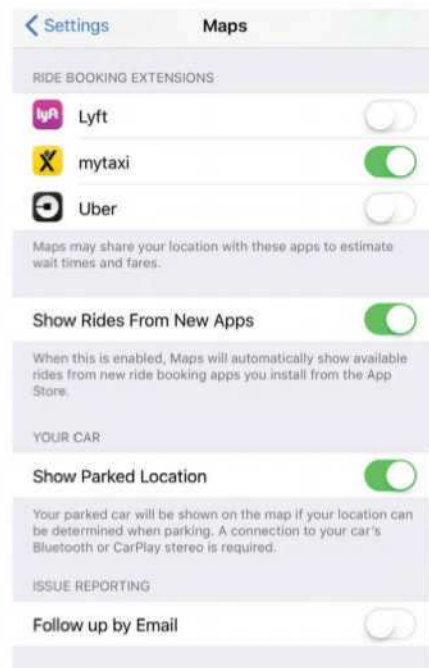 Settings
Maps
RIDE BOOKING EXTENSIONS
lyft Lyft
mytaxi
Uber
Maps may share your location with these apps to estimate
wait times and fares.
Show Rides From New Apps
When this is enabled, Maps will automatically show available
rides from new ride booking apps you install from the App
Store.
YOUR CAR
Show Parked Location
Your parked car will be shown on the map if your location can
be determined when parking. A connection to your car's
Bluetooth or CarPlay stereo is required.
ISSUE REPORTING
Follow up by Email